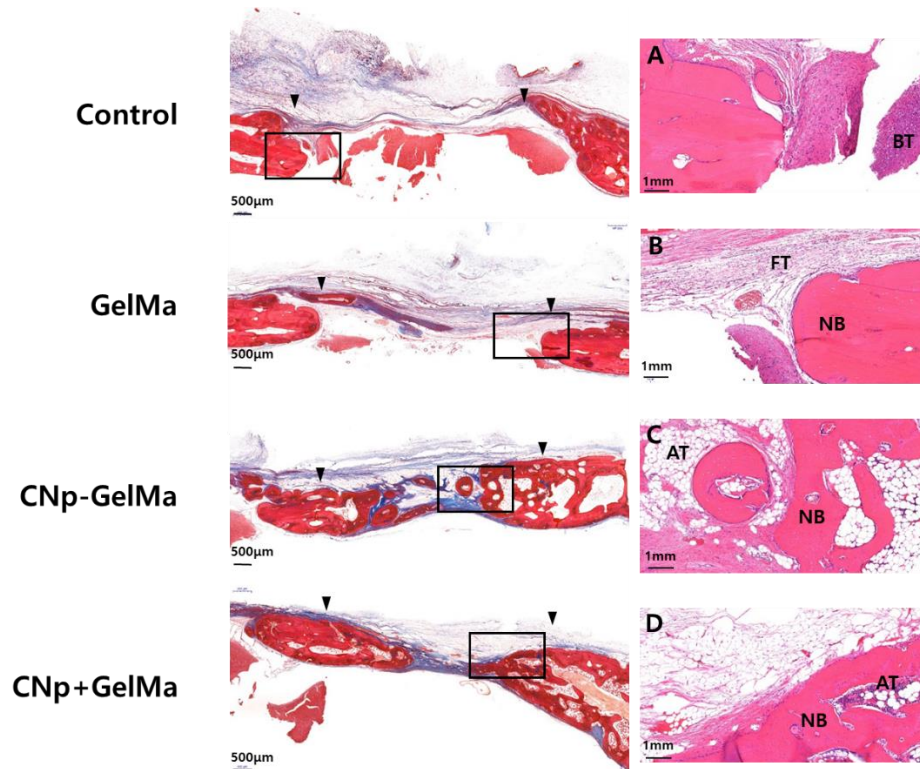 Control
500μm
A
BT
1mm
GelMa
500μm
B
FT
NB
1mm
CNp-GelMa
500μm
C
AT
NB
1mm
CNp+GelMa
500μm
D
AT
NB
1mm